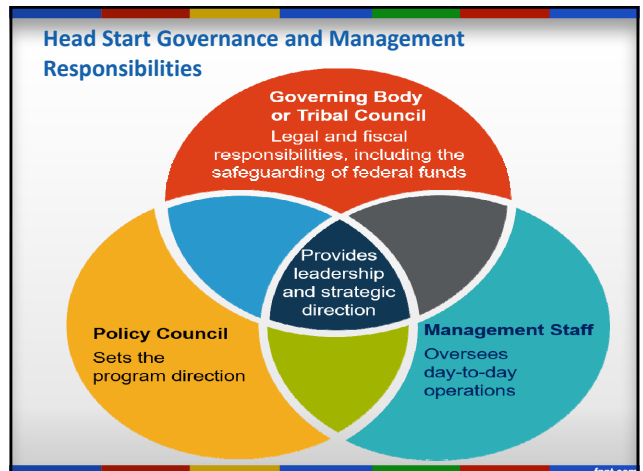 Head Start Governance and Management
Responsibilities
Governing Body
or Tribal Council
Legal and fiscal
responsibilities, including the
safeguarding of federal funds
Provides
leadership
and strategic
direction
Policy Council
Sets the
program direction
Management Staff
Oversees
day-to-day
operations